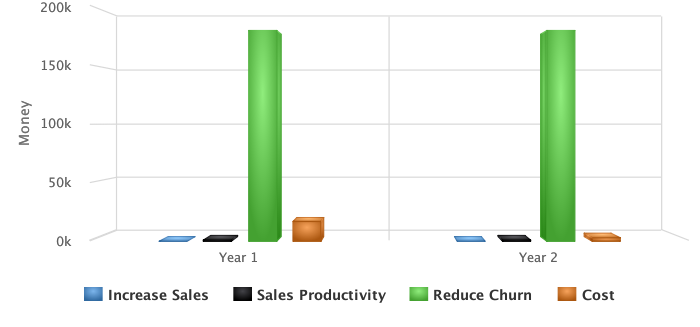 200k
150k
100k
50k
0k
Money
Year 1
Year 2
Increase Sales
Sales Productivity
Reduce Churn
Cost